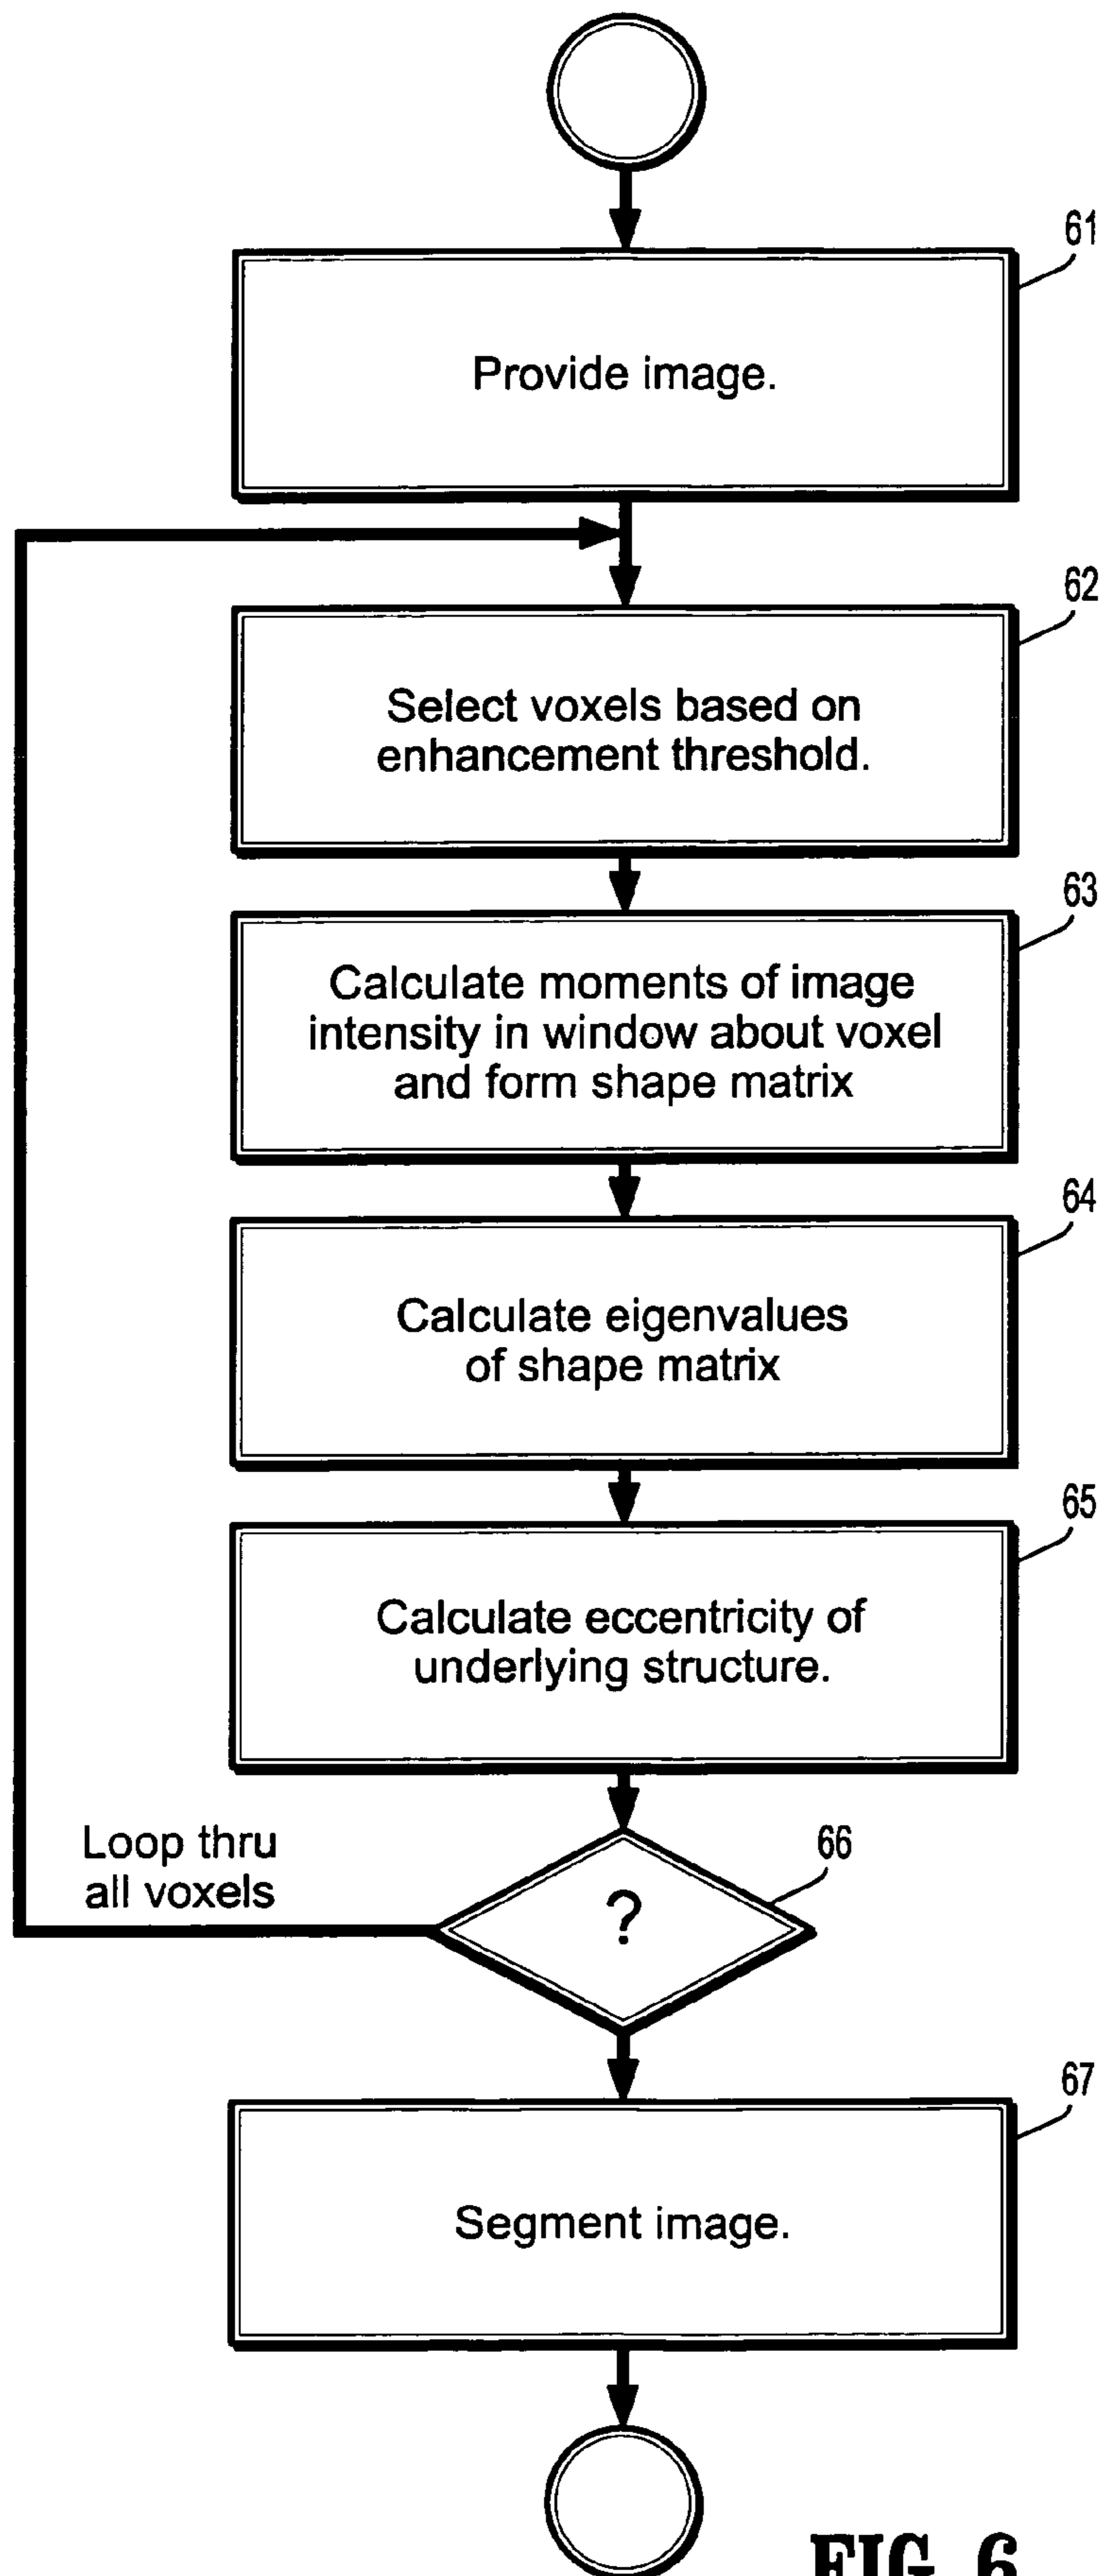 61
Provide image.
62
Select voxels based on
enhancement threshold.
63
Calculate moments of image
intensity in window about voxel
and form shape matrix
64
Calculate eigenvalues
of shape matrix
65
Calculate eccentricity of
underlying structure.
Loop thru
all voxels
66
?
67
Segment image.
FIG. 6